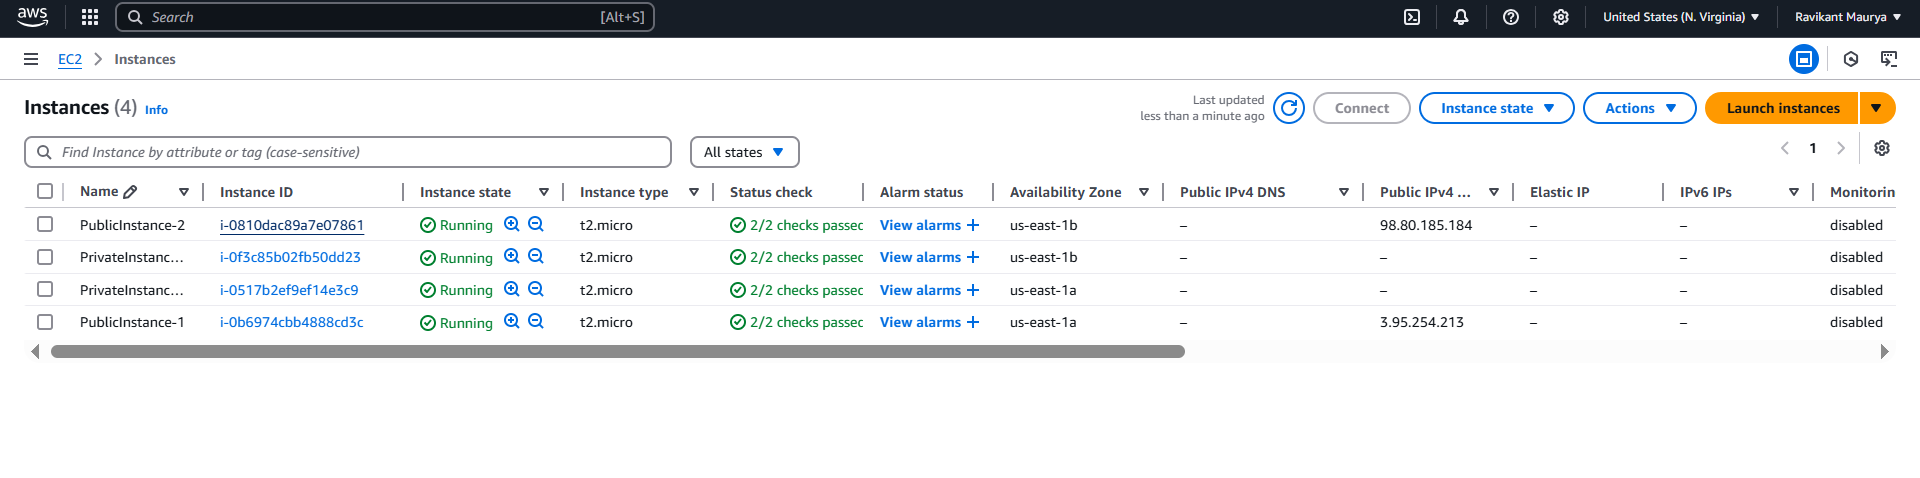 aws Search [Alt+S] United States (N. Virginia) Ravikant Maurya
EC2 Instances
Instances (4) Info Last updated less than a minute ago Connect Instance state Actions Launch instances
Find Instance by attribute or tag (case-sensitive) All states 1
Name Instance ID Instance state Instance type Status check Alarm status Availability Zone Public IPv4 DNS Public IPv4 ... Elastic IP IPv6 IPs Monitorin
PublicInstance-2 i-0810dac89a7e07861 Running t2.micro 2/2 checks passec View alarms + us-east-1b – 98.80.185.184 – – disabled
PrivateInstanc... i-0f3c85b02fb50dd23 Running t2.micro 2/2 checks passec View alarms + us-east-1b – – – – disabled
PrivateInstanc... i-0517b2ef9ef14e3c9 Running t2.micro 2/2 checks passec View alarms + us-east-1a – – – – disabled
PublicInstance-1 i-0b6974cbb4888cd3c Running t2.micro 2/2 checks passec View alarms + us-east-1a – 3.95.254.213 – – disabled